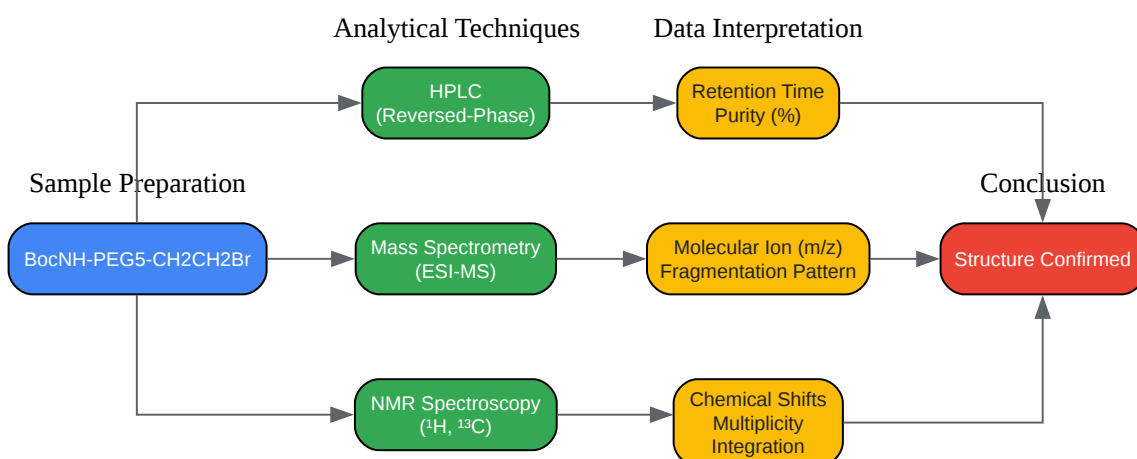 Analytical Techniques
Data Interpretation
HPLC
(Reversed-Phase)
Retention Time
Purity (%)
Sample Preparation
Conclusion
BocNH-PEG5-CH2CH2Br
Mass Spectrometry
(ESI-MS)
Molecular Ion (m/z)
Fragmentation Pattern
Structure Confirmed
NMR Spectroscopy
(¹H, ¹³C)
Chemical Shifts
Multiplicity
Integration